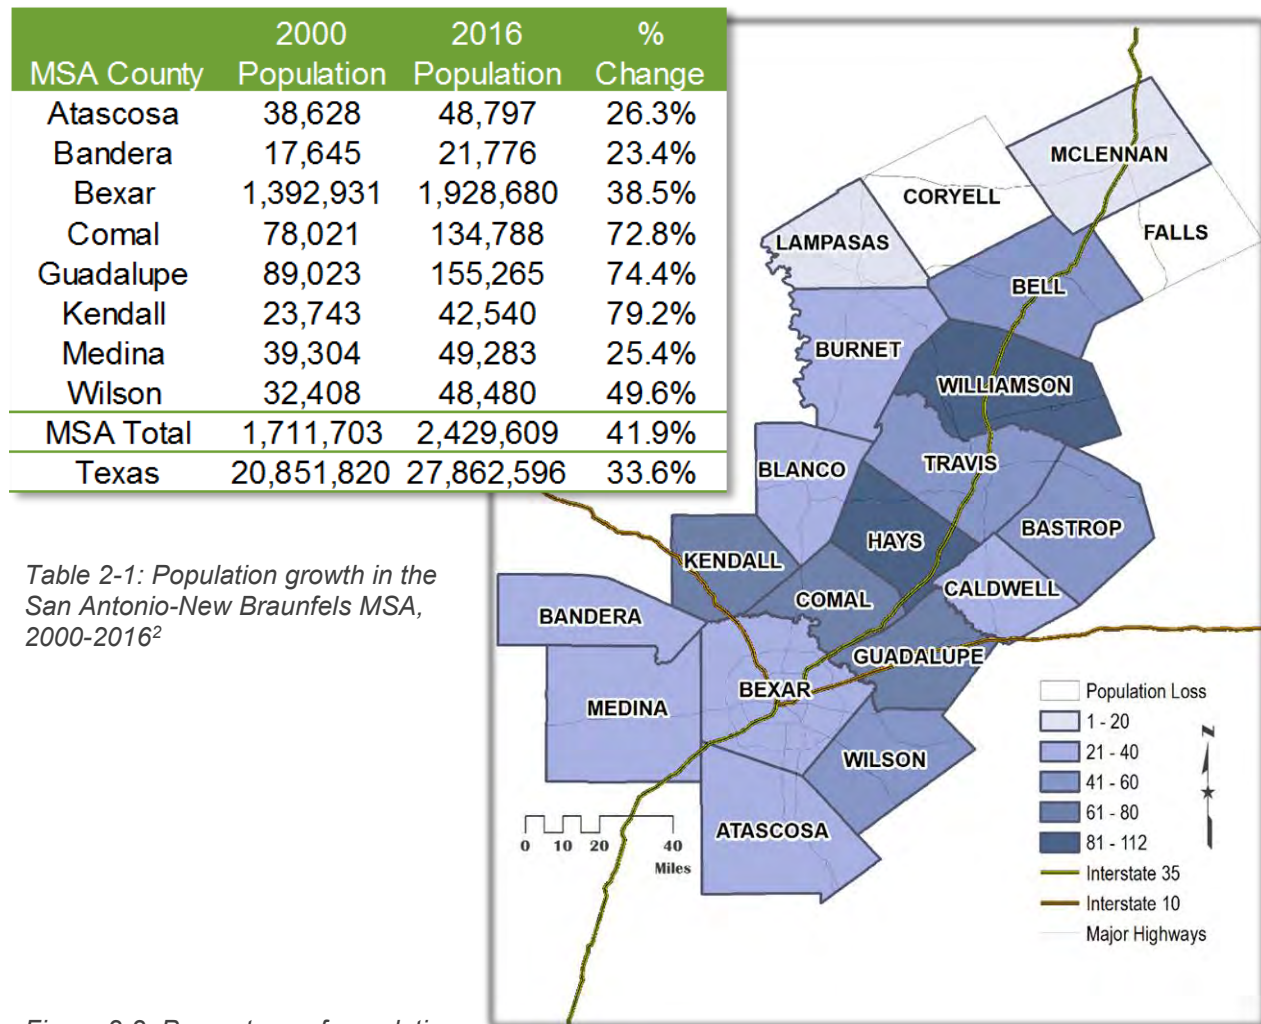 2000 2016 %
MSA County Population Population Change
Atascosa 38,628 48,797 26.3%
Bandera 17,645 21,776 23.4%
Bexar 1,392,931 1,928,680 38.5%
Comal 78,021 134,788 72.8%
Guadalupe 89,023 155,265 74.4%
Kendall 23,743 42,540 79.2%
Medina 39,304 49,283 25.4%
Wilson 32,408 48,480 49.6%
MSA Total 1,711,703 2,429,609 41.9%
Texas 20,851,820 27,862,596 33.6%
Table 2-1: Population growth in the
San Antonio-New Braunfels MSA,
2000-2016²
MCLENNAN
CORYELL
FALLS
LAMPASAS
BELL
BURNET
WILLIAMSON
TRAVIS
BLANCO
BASTROP
HAYS
KENDALL
CALDWELL
COMAL
BANDERA
GUADALUPE
BEXAR
MEDINA
WILSON
ATASCOSA
Population Loss
1 - 20
21 - 40
41 - 60
61 - 80
81 - 112
Interstate 35
Interstate 10
Major Highways
N
0 10 20 40
Miles